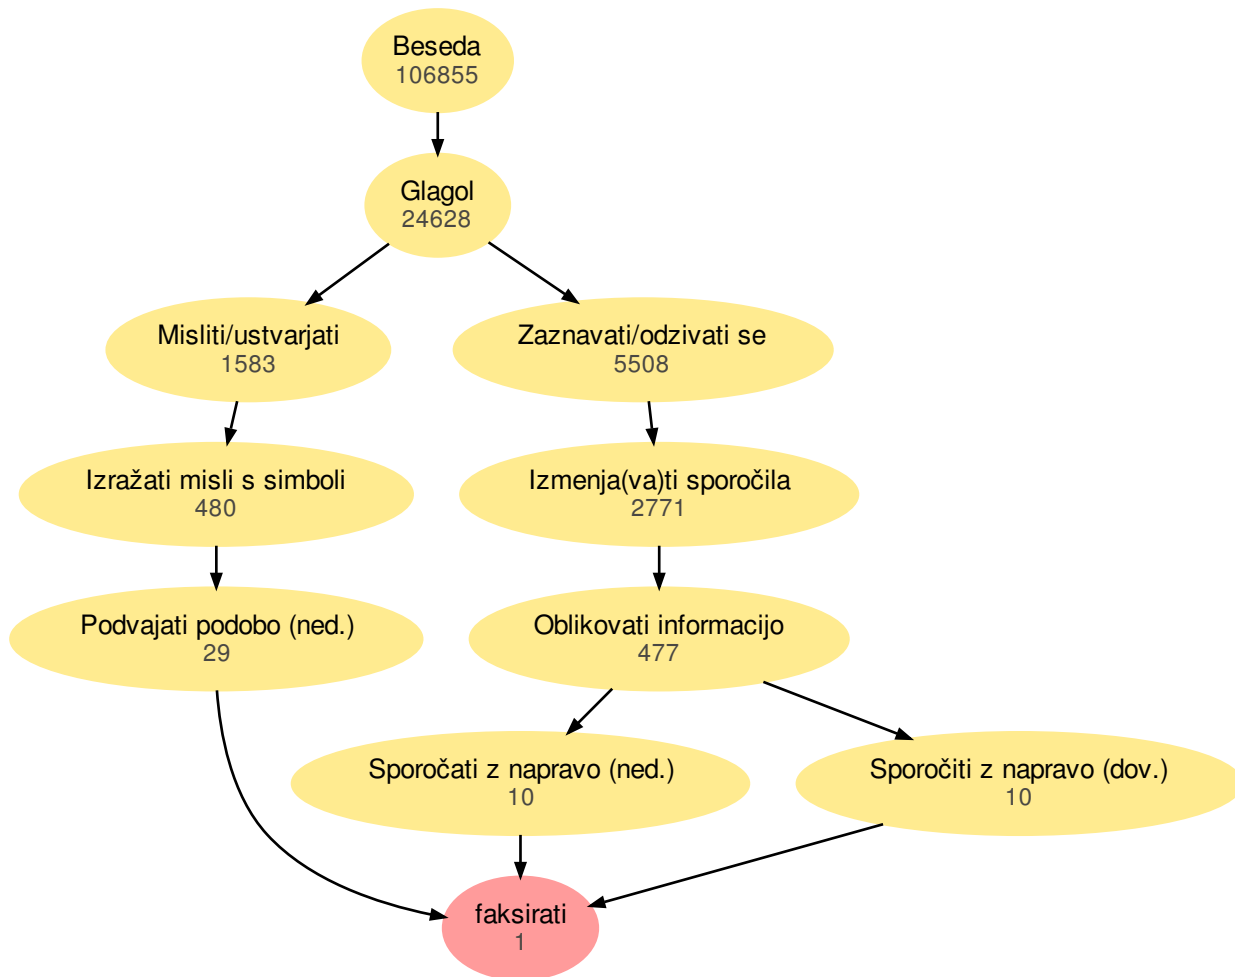 Beseda
106855
Glagol
24628
Misliti/ustvarjati
1583
Zaznavati/odzivati se
5508
Izražati misli s simboli
480
Izmenja(va)ti sporočila
2771
Podvajati podobo (ned.)
29
Oblikovati informacijo
477
Sporočati z napravo (ned.)
10
Sporočiti z napravo (dov.)
10
faksirati
1